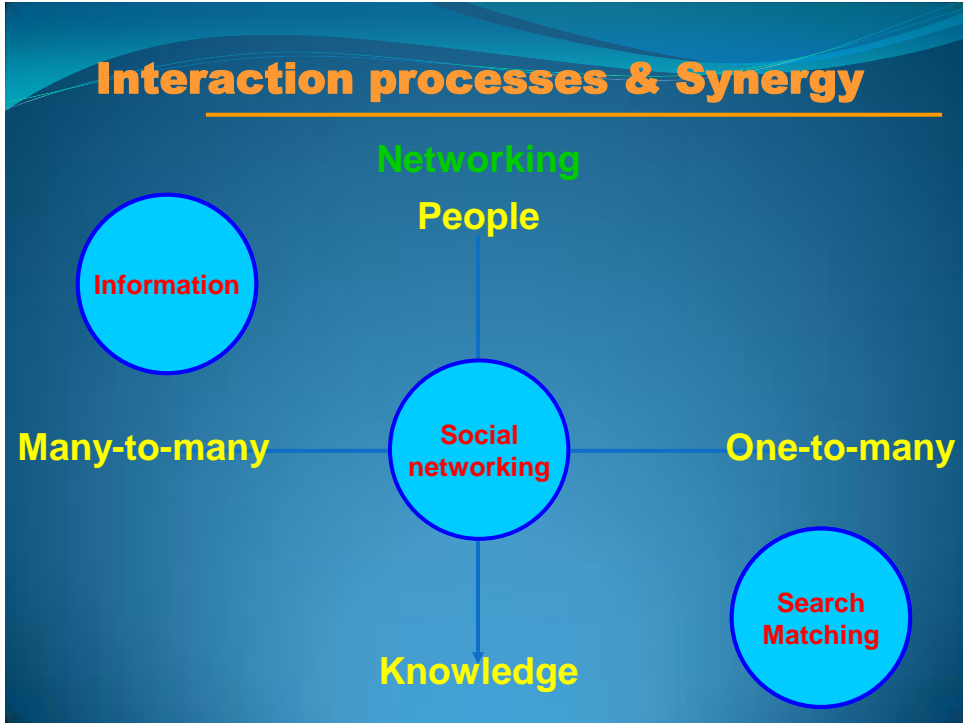 Interaction processes & Synergy
Networking
People
Information
Many-to-many
Social
networking
One-to-many
Search
Matching
Knowledge